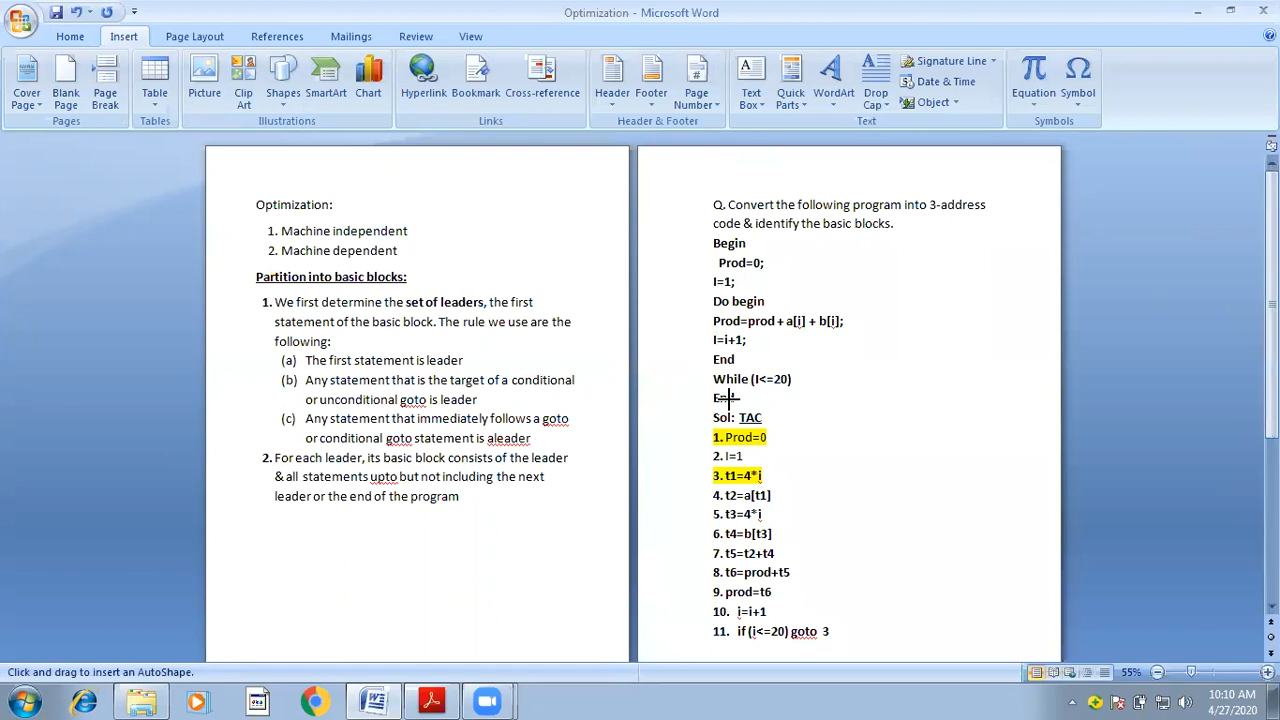 Optimization - Microsoft Word
Home Insert Page Layout References Mailings Review View
Cover Page Blank Page Page Break Table Picture Clip Art Shapes SmartArt Chart Hyperlink Bookmark Cross-reference Header Footer Page Number Text Box Quick Parts WordArt Drop Cap Signature Line Date & Time Object Equation Symbol
Pages Tables Illustrations Links Header & Footer Text Symbols
Optimization:
1. Machine independent
2. Machine dependent
Partition into basic blocks:
1. We first determine the set of leaders, the first
statement of the basic block. The rule we use are the
following:
(a) The first statement is leader
(b) Any statement that is the target of a conditional
or unconditional goto is leader
(c) Any statement that immediately follows a goto
or conditional goto statement is aleader
2. For each leader, its basic block consists of the leader
& all statements upto but not including the next
leader or the end of the program
Q. Convert the following program into 3-address
code & identify the basic blocks.
Begin
Prod=0;
I=1;
Do begin
Prod=prod + a[i] + b[i];
I=i+1;
End
While (I<=20)
Sol: TAC
1. Prod=0
2. I=1
3. t1=4*i
4. t2=a[t1]
5. t3=4*i
6. t4=b[t3]
7. t5=t2+t4
8. t6=prod+t5
9. prod=t6
10. i=i+1
11. if (i<=20) goto 3
Click and drag to insert an AutoShape.
55%
10:10 AM
4/27/2020